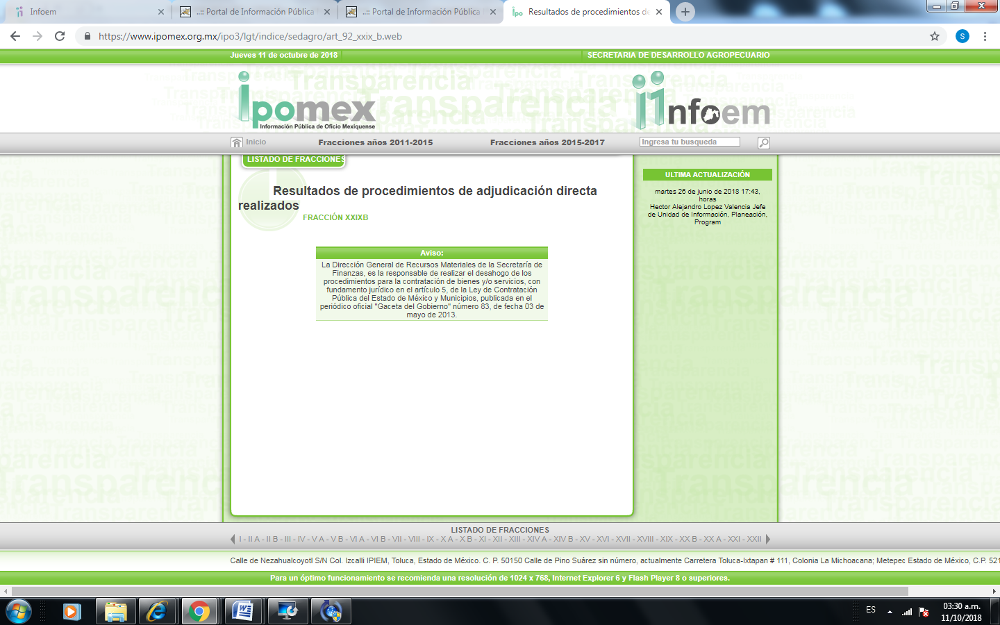 Infoem
..:: Portal de Información Pública
..:: Portal de Información Pública
Resultados de procedimientos de
https://www.ipomex.org.mx/ipo3/lgt/indice/sedagro/art_92_xxix_b.web
S
Jueves 11 de octubre de 2018
SECRETARIA DE DESARROLLO AGROPECUARIO
Transparencia
ipomex
Información Pública de Oficio Mexiquense
infoem
Inicio
Fracciones años 2011-2015
Fracciones años 2015-2017
Ingresa tu busqueda
LISTADO DE FRACCIONES
Resultados de procedimientos de adjudicación directa
realizados
FRACCIÓN XXIXB
Aviso:
La Dirección General de Recursos Materiales de la Secretaría de
Finanzas, es la responsable de realizar el desahogo de los
procedimientos para la contratación de bienes y/o servicios, con
fundamento jurídico en el artículo 5, de la Ley de Contratación
Pública del Estado de México y Municipios, publicada en el
periódico oficial "Gaceta del Gobierno" número 83, de fecha 03 de
mayo de 2013.
ULTIMA ACTUALIZACIÓN
martes 26 de junio de 2018 17:43,
horas
Hector Alejandro Lopez Valencia Jefe
de Unidad de Información, Planeación,
Program
LISTADO DE FRACCIONES
I - II A - II B - III - IV - V A - V B - VI A - VI B - VII - VIII - IX - X A - X B - XI - XII - XIII - XIV A - XIV B - XV - XVI - XVII - XVIII - XIX - XX B - XX A - XXI - XXII
Calle de Nezahualcoyotl S/N Col. Izcalli IPIEM, Toluca, Estado de México. C. P. 50150 Calle de Pino Suárez sin número, actualmente Carretera Toluca-Ixtapan # 111, Colonia La Michoacana; Metepec Estado de México, C.P. 521
Para un óptimo funcionamiento se recomienda una resolución de 1024 x 768, Internet Explorer 6 y Flash Player 8 o superiores.
ES
03:30 a.m.
11/10/2018